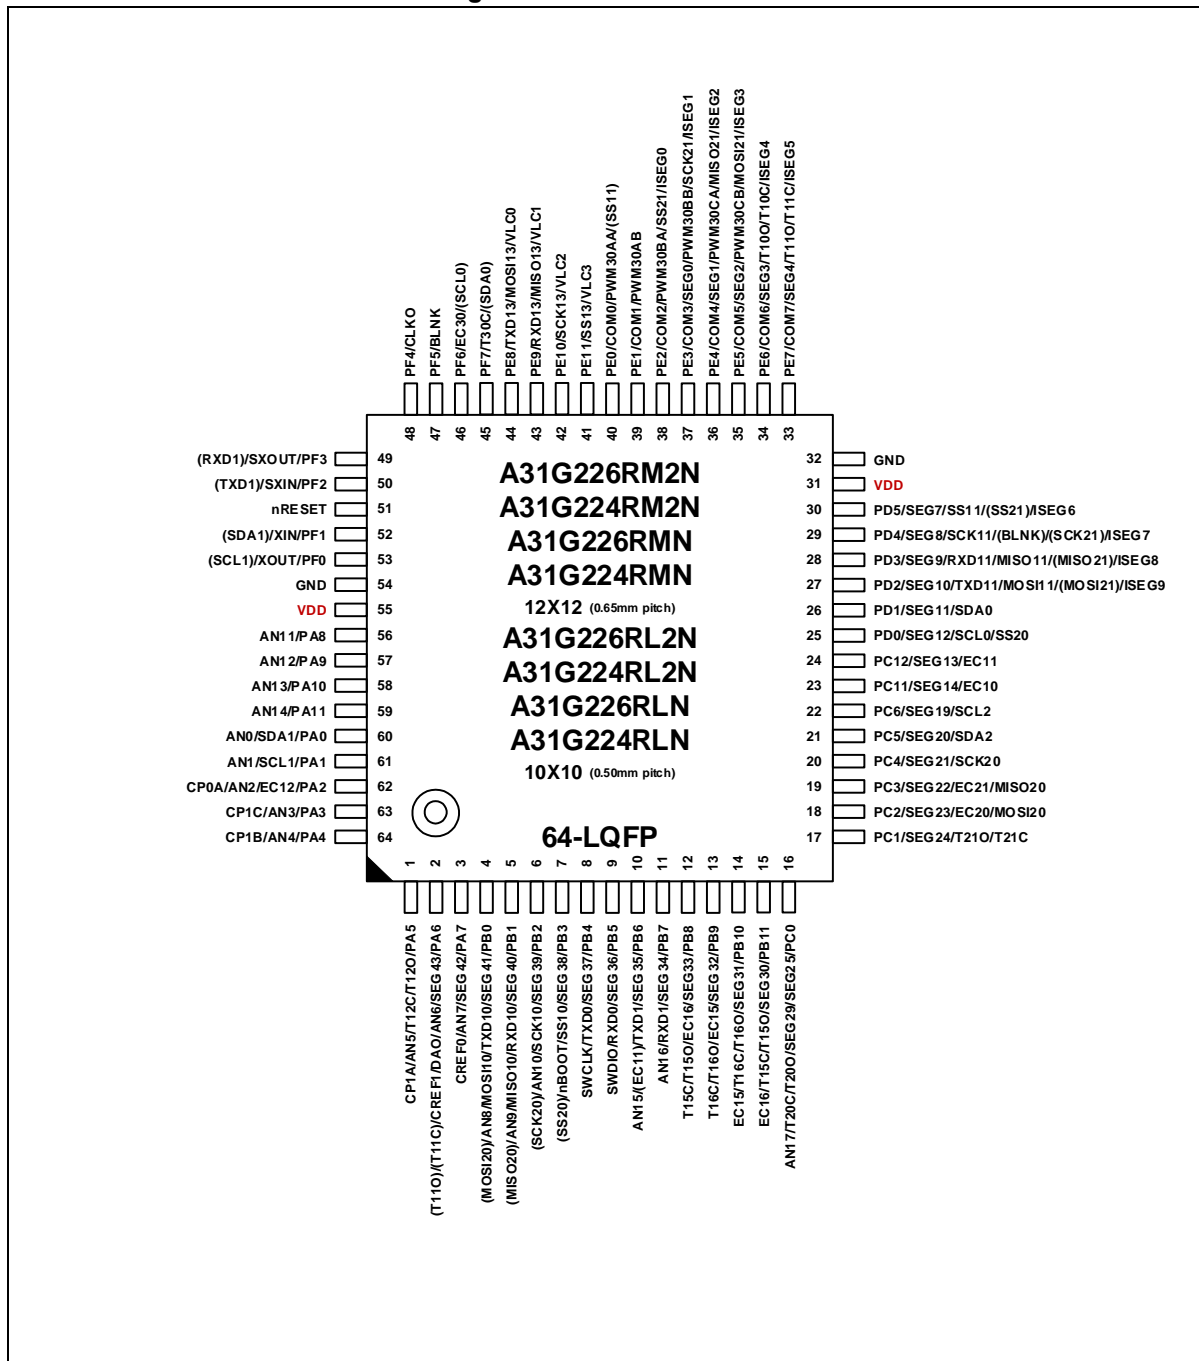 PF4/CLKO
PF5/BLNK
PF6/EC30/(SCL0)
PF7/T30C/(SDA0)
PE8/TXD13/MOSI13/VLC0
PE9/RXD13/MISO13/VLC1
PE10/SCK13/VLC2
PE11/SS13/VLC3
PE0/COM0/PWM30AA/(SS11)
PE1/COM1/PWM30AB
PE2/COM2/PWM30BA/SS21/ISEG0
PE3/COM3/SEG0/PWM30BB/SCK21/ISEG1
PE4/COM4/SEG1/PWM30CA/MISO21/ISEG2
PE5/COM5/SEG2/PWM30CB/MOSI21/ISEG3
PE6/COM6/SEG3/T10O/T10C/ISEG4
PE7/COM7/SEG4/T11O/T11C/ISEG5
48 47 46 45 44 43 42 41 40 39 38 37 36 35 34 33
(RXD1)/SXOUT/PF3 49
(TXD1)/SXIN/PF2 50
nRESET 51
(SDA1)/XIN/PF1 52
(SCL1)/XOUT/PF0 53
GND 54
VDD 55
AN11/PA8 56
AN12/PA9 57
AN13/PA10 58
AN14/PA11 59
AN0/SDA1/PA0 60
AN1/SCL1/PA1 61
CP0A/AN2/EC12/PA2 62
CP1C/AN3/PA3 63
CP1B/AN4/PA4 64
A31G226RM2N
A31G224RM2N
A31G226RMN
A31G224RMN
12X12 (0.65mm pitch)
A31G226RL2N
A31G224RL2N
A31G226RLN
A31G224RLN
10X10 (0.50mm pitch)
64-LQFP
32 GND
31 VDD
30 PD5/SEG7/SS11/(SS21)/ISEG6
29 PD4/SEG8/SCK11/(BLNK)/(SCK21)/ISEG7
28 PD3/SEG9/RXD11/MISO11/(MISO21)/ISEG8
27 PD2/SEG10/TXD11/MOSI11/(MOSI21)/ISEG9
26 PD1/SEG11/SDA0
25 PD0/SEG12/SCL0/SS20
24 PC12/SEG13/EC11
23 PC11/SEG14/EC10
22 PC6/SEG19/SCL2
21 PC5/SEG20/SDA2
20 PC4/SEG21/SCK20
19 PC3/SEG22/EC21/MISO20
18 PC2/SEG23/EC20/MOSI20
17 PC1/SEG24/T21O/T21C
1 2 3 4 5 6 7 8 9 10 11 12 13 14 15 16
CP1A/AN5/T12C/T12O/PA5
(T11O)/(T11C)/CREF1/DAO/AN6/SEG43/PA6
CREF0/AN7/SEG42/PA7
(MOSI20)/AN8/MOSI10/TXD10/SEG41/PB0
(MISO20)/AN9/MISO10/RXD10/SEG40/PB1
(SCK20)/AN10/SCK10/SEG39/PB2
(SS20)/nBOOT/SS10/SEG38/PB3
SWCLK/TXD0/SEG37/PB4
SWDIO/RXD0/SEG36/PB5
AN15/(EC11)/TXD1/SEG35/PB6
AN16/RXD1/SEG34/PB7
T15C/T15O/EC16/SEG33/PB8
T16C/T16O/EC15/SEG32/PB9
EC15/T16C/T16O/SEG31/PB10
EC16/T15C/T15O/SEG30/PB11
AN17/T20C/T20O/SEG29/SEG25/PC0